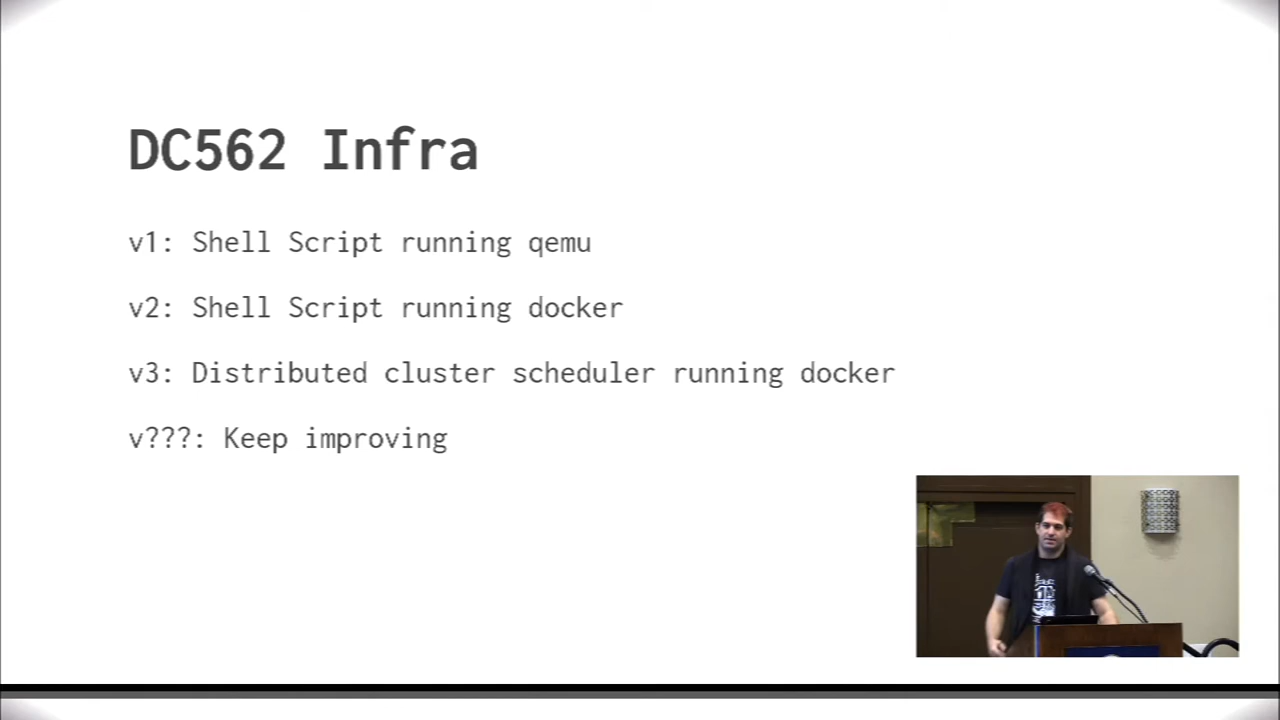 DC562 Infra
v1: Shell Script running qemu
v2: Shell Script running docker
v3: Distributed cluster scheduler running docker
v???: Keep improving